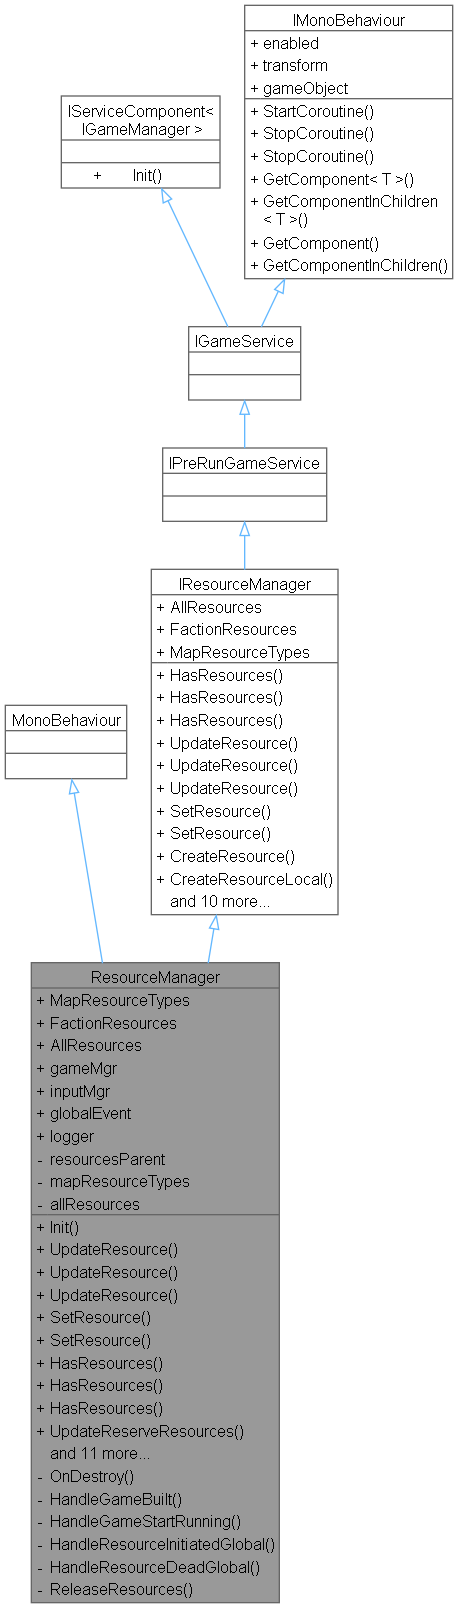 IMonoBehaviour
+ enabled
+ transform
+ gameObject
+ StartCoroutine()
+ StopCoroutine()
+ StopCoroutine()
+ GetComponent< T >()
+ GetComponentInChildren
< T >()
+ GetComponent()
+ GetComponentInChildren()
IServiceComponent<
IGameManager >
+ Init()
IGameService
IPreRunGameService
IResourceManager
+ AllResources
+ FactionResources
+ MapResourceTypes
+ HasResources()
+ HasResources()
+ HasResources()
+ UpdateResource()
+ UpdateResource()
+ UpdateResource()
+ SetResource()
+ SetResource()
+ CreateResource()
+ CreateResourceLocal()
and 10 more...
MonoBehaviour
ResourceManager
+ MapResourceTypes
+ FactionResources
+ AllResources
+ gameMgr
+ inputMgr
+ globalEvent
+ logger
- resourcesParent
- mapResourceTypes
- allResources
+ Init()
+ UpdateResource()
+ UpdateResource()
+ UpdateResource()
+ SetResource()
+ SetResource()
+ HasResources()
+ HasResources()
+ HasResources()
+ UpdateReserveResources()
and 11 more...
- OnDestroy()
- HandleGameBuilt()
- HandleGameStartRunning()
- HandleResourceInitiatedGlobal()
- HandleResourceDeadGlobal()
- ReleaseResources()